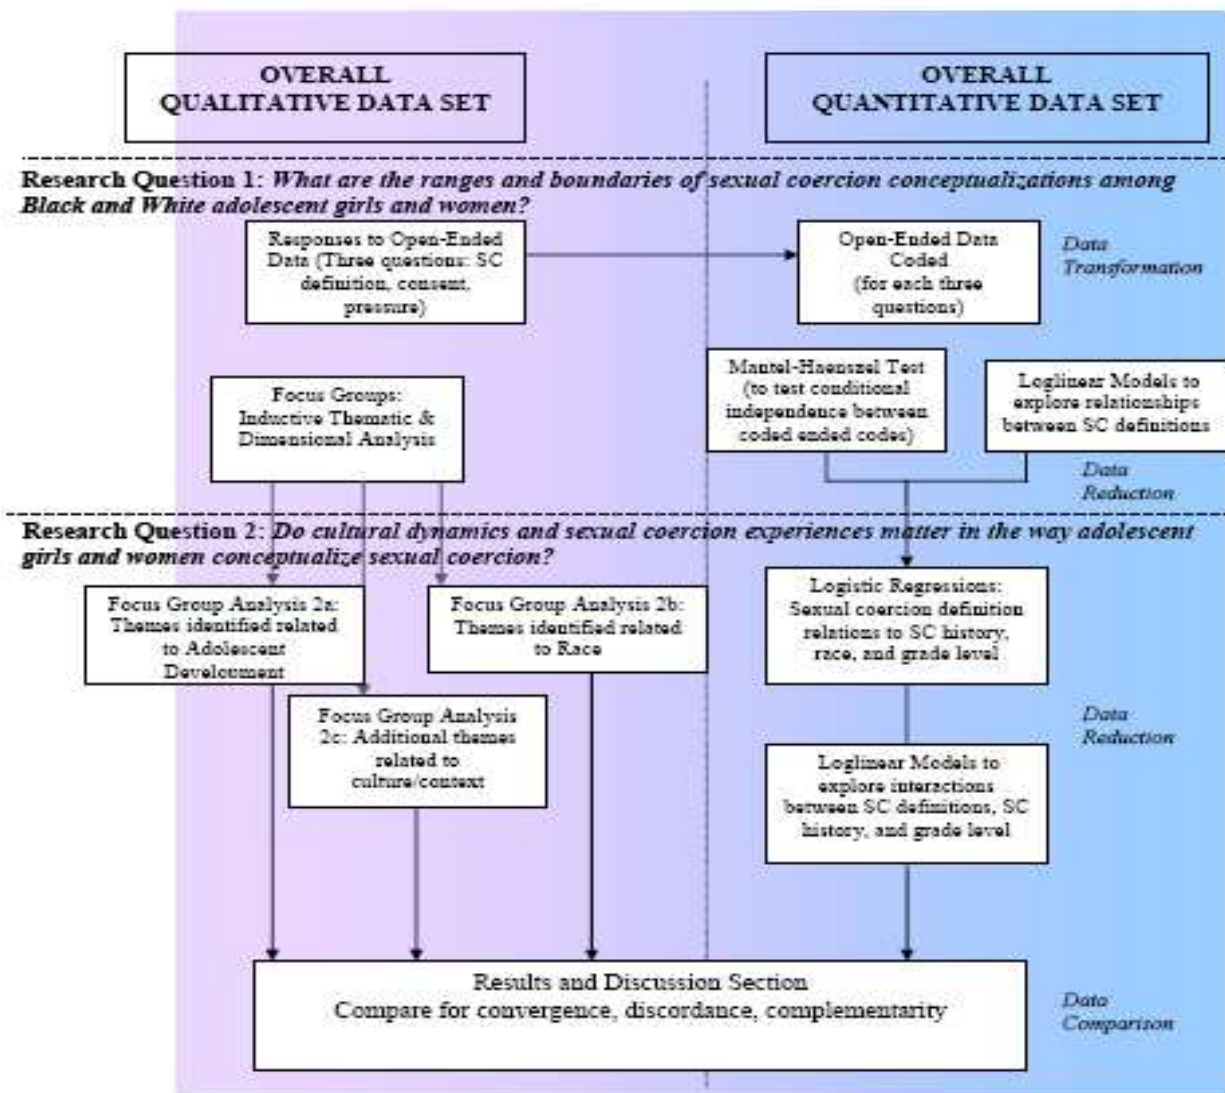 OVERALL
QUALITATIVE DATA SET
OVERALL
QUANTITATIVE DATA SET
Research Question 1: What are the ranges and boundaries of sexual coercion conceptualizations among
Black and White adolescent girls and women?
Responses to Open-Ended
Data (Three questions: SC
definition, consent,
pressure)
Open-Ended Data
Coded
(for each three
questions)
Data
Transformation
Focus Groups:
Inductive Thematic &
Dimensional Analysis
Mantel-Haenszel Test
(to test conditional
independence between
coded ended codes)
Loglinear Models to
explore relationships
between SC definitions
Data
Reduction
Research Question 2: Do cultural dynamics and sexual coercion experiences matter in the way adolescent
girls and women conceptualize sexual coercion?
Focus Group Analysis 2a:
Themes identified related
to Adolescent
Development
Focus Group Analysis 2b:
Themes identified related
to Race
Logistic Regressions:
Sexual coercion definition
relations to SC history,
race, and grade level
Focus Group Analysis
2c: Additional themes
related to
culture/context
Data
Reduction
Loglinear Models to
explore interactions
between SC definitions, SC
history, and grade level
Results and Discussion Section
Compare for convergence, discordance, complementarity
Data
Comparison